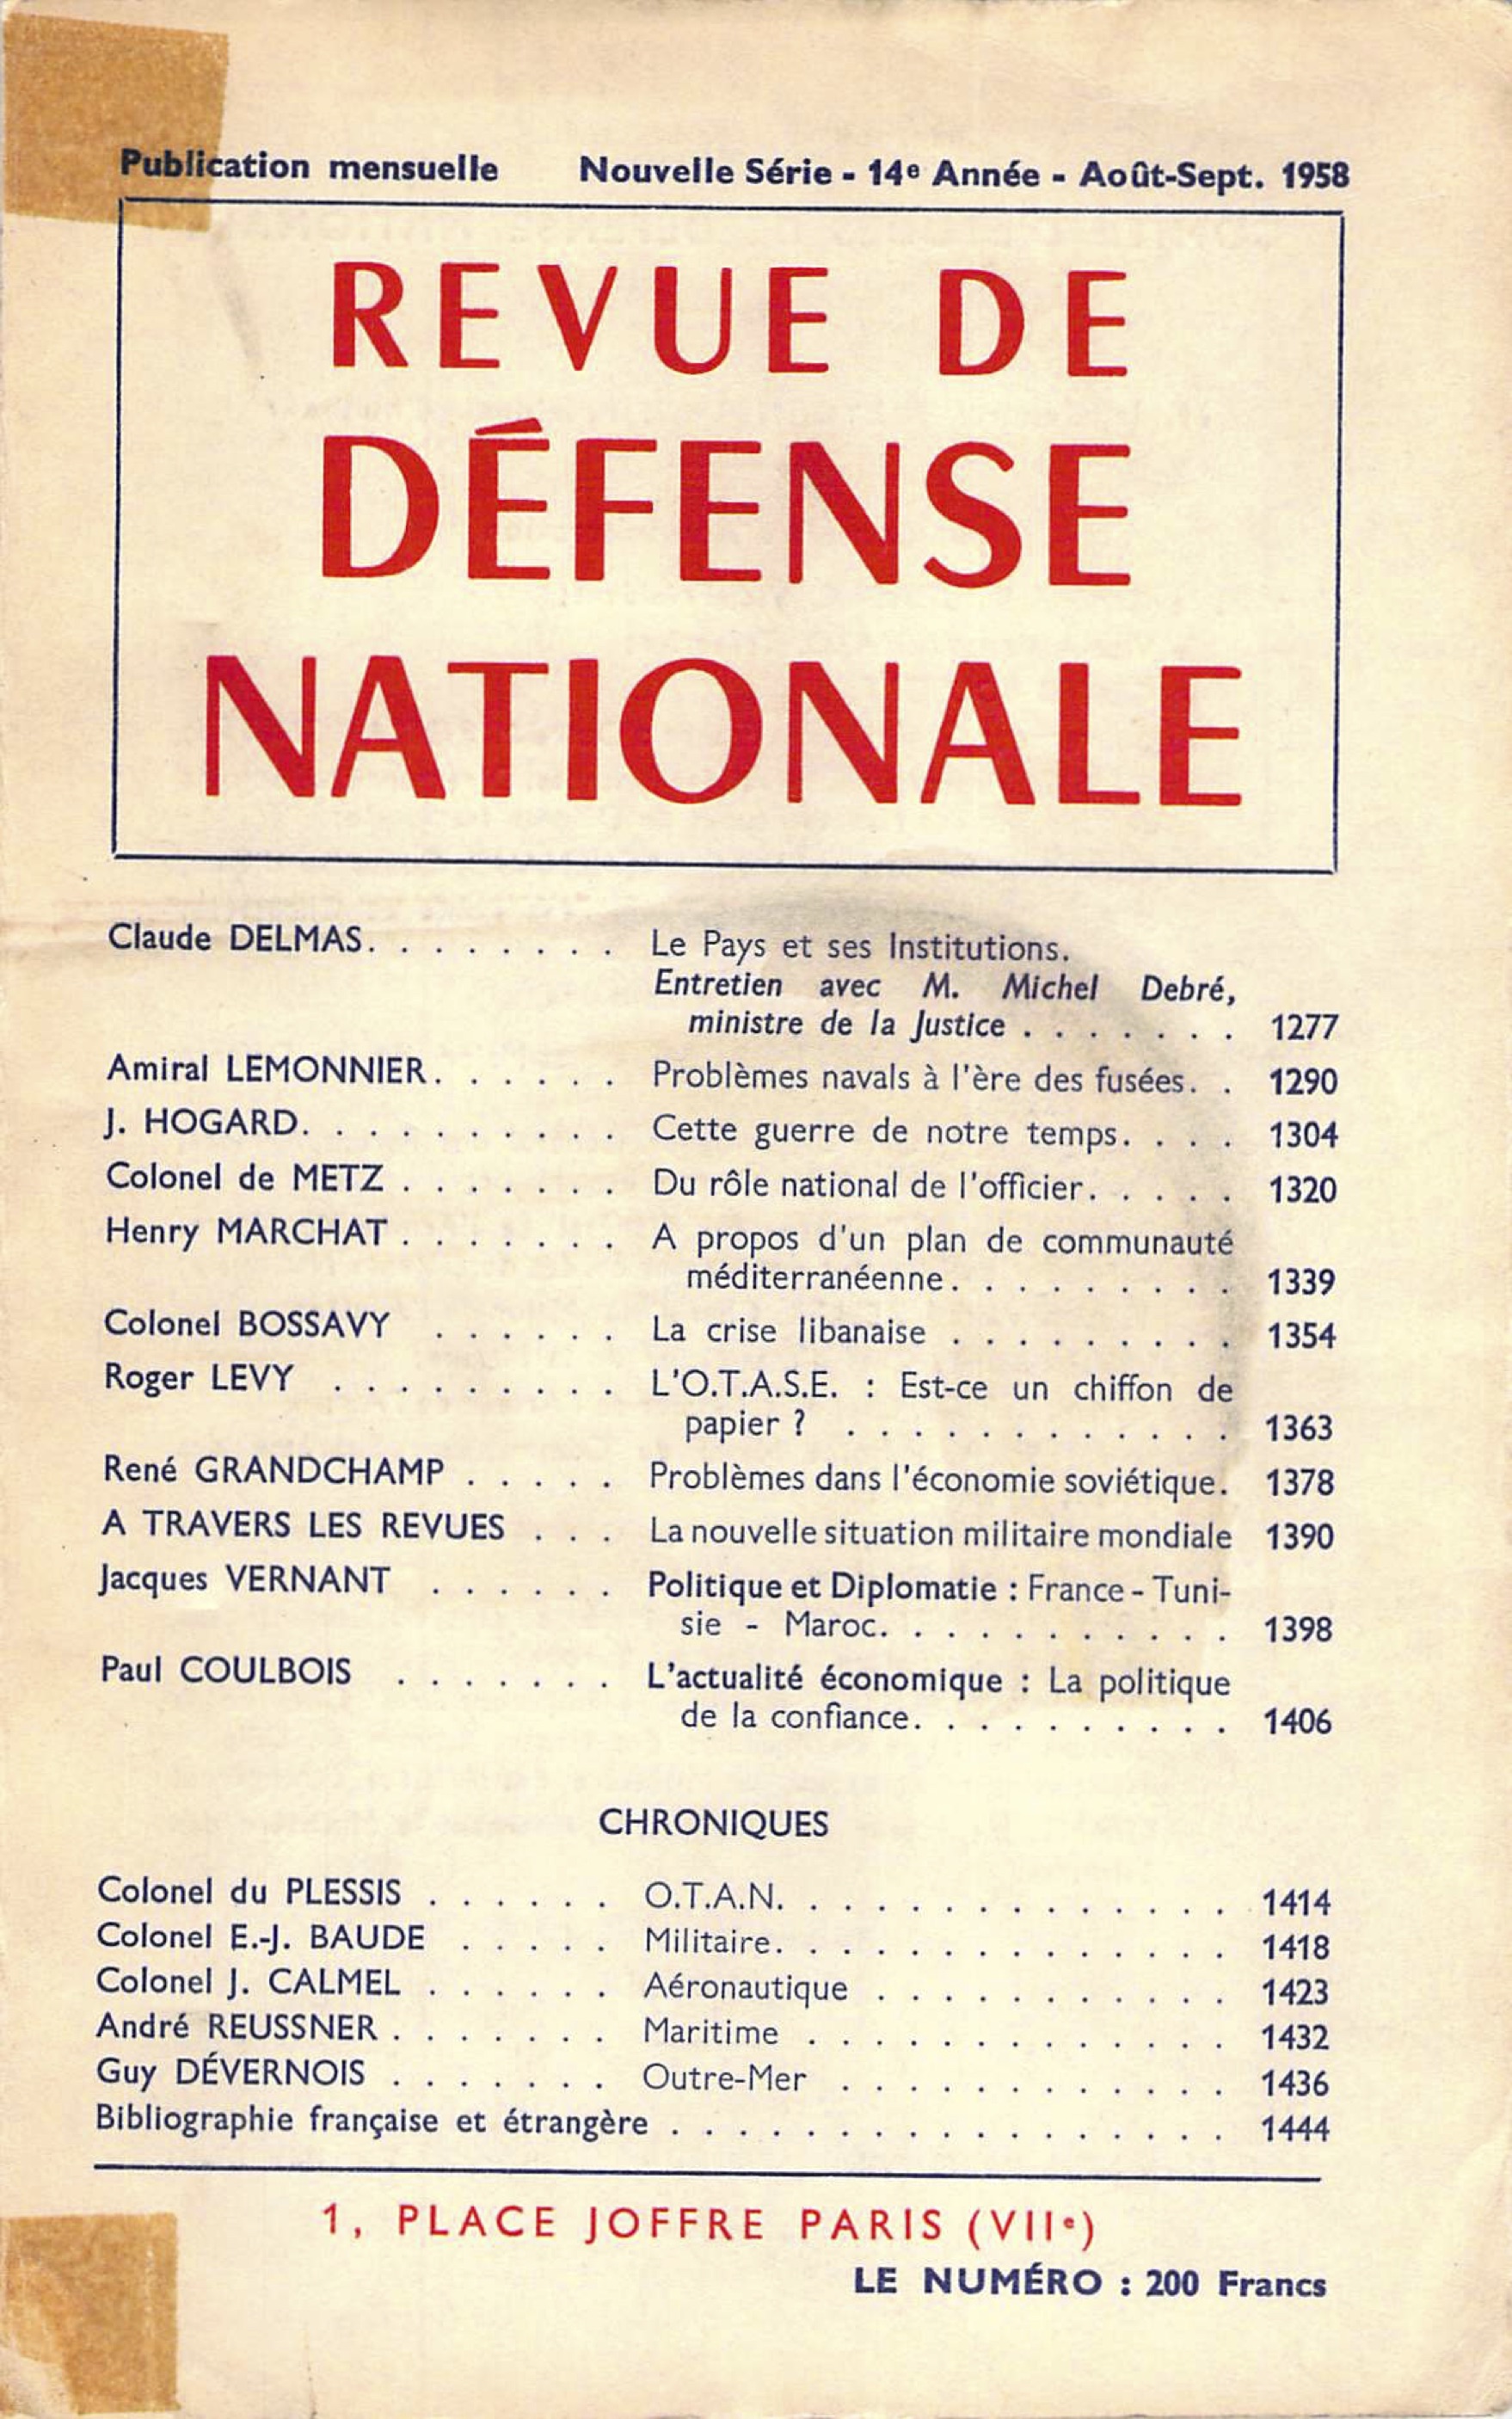 Publication mensuelle Nouvelle Série - 14e Année - Août-Sept. 1958
REVUE DE
DÉFENSE
NATIONALE
Claude DELMAS. . . . . . . . Le Pays et ses Institutions.
Entretien avec M. Michel Debré,
ministre de la Justice . . . . . . . 1277
Amiral LEMONNIER. . . . . . Problèmes navals à l'ère des fusées. . 1290
J. HOGARD. . . . . . . . . . Cette guerre de notre temps. . . . 1304
Colonel de METZ . . . . . . . Du rôle national de l'officier. . . . . 1320
Henry MARCHAT . . . . . . . A propos d'un plan de communauté
méditerranéenne. . . . . . . . . 1339
Colonel BOSSAVY . . . . . . La crise libanaise . . . . . . . . . 1354
Roger LEVY . . . . . . . . . L'O.T.A.S.E. : Est-ce un chiffon de
papier ? . . . . . . . . . . . . 1363
René GRANDCHAMP . . . . . Problèmes dans l'économie soviétique. 1378
A TRAVERS LES REVUES . . . La nouvelle situation militaire mondiale 1390
Jacques VERNANT . . . . . . Politique et Diplomatie : France - Tuni-
sie - Maroc. . . . . . . . . . . 1398
Paul COULBOIS . . . . . . . L'actualité économique : La politique
de la confiance. . . . . . . . . . 1406
CHRONIQUES
Colonel du PLESSIS . . . . . . O.T.A.N. . . . . . . . . . . . . . 1414
Colonel E.-J. BAUDE . . . . . Militaire. . . . . . . . . . . . . . 1418
Colonel J. CALMEL . . . . . . Aéronautique . . . . . . . . . . . 1423
André REUSSNER . . . . . . . Maritime . . . . . . . . . . . . . 1432
Guy DÉVERNOIS . . . . . . . Outre-Mer . . . . . . . . . . . . 1436
Bibliographie française et étrangère . . . . . . . . . . . . . . . . . 1444
1, PLACE JOFFRE PARIS (VIIe)
LE NUMÉRO : 200 Francs